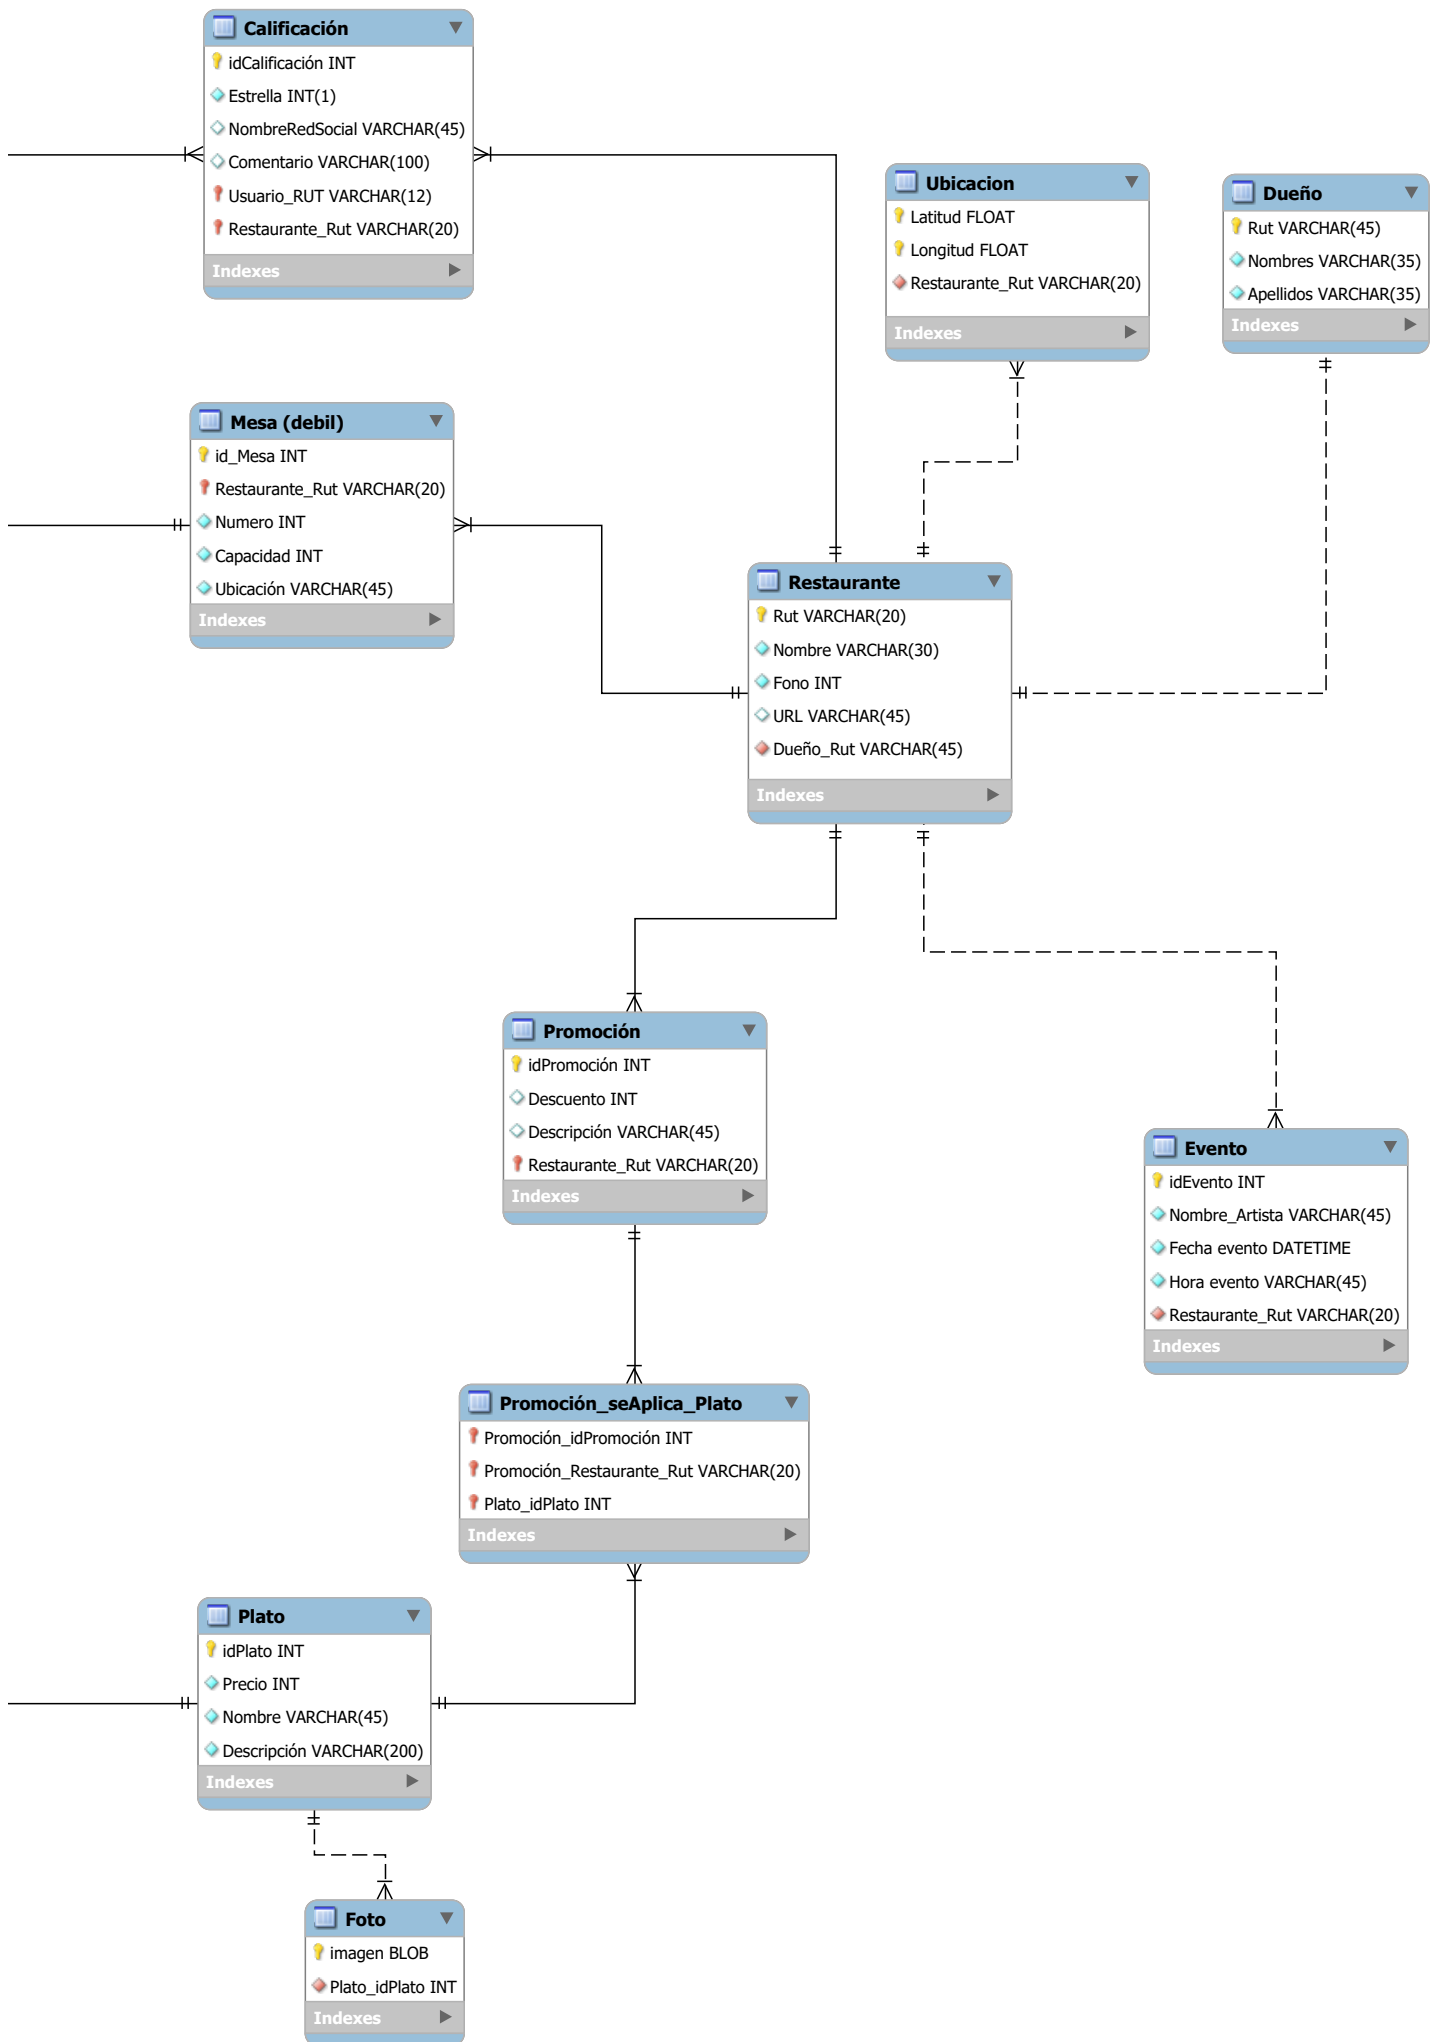 Calificación
idCalificación INT
Estrella INT(1)
NombreRedSocial VARCHAR(45)
Comentario VARCHAR(100)
Usuario_RUT VARCHAR(12)
Restaurante_Rut VARCHAR(20)
Indexes
Ubicacion
Latitud FLOAT
Longitud FLOAT
Restaurante_Rut VARCHAR(20)
Indexes
Dueño
Rut VARCHAR(45)
Nombres VARCHAR(35)
Apellidos VARCHAR(35)
Indexes
Mesa (debil)
id_Mesa INT
Restaurante_Rut VARCHAR(20)
Numero INT
Capacidad INT
Ubicación VARCHAR(45)
Indexes
Restaurante
Rut VARCHAR(20)
Nombre VARCHAR(30)
Fono INT
URL VARCHAR(45)
Dueño_Rut VARCHAR(45)
Indexes
Promoción
idPromoción INT
Descuento INT
Descripción VARCHAR(45)
Restaurante_Rut VARCHAR(20)
Indexes
Evento
idEvento INT
Nombre_Artista VARCHAR(45)
Fecha evento DATETIME
Hora evento VARCHAR(45)
Restaurante_Rut VARCHAR(20)
Indexes
Promoción_seAplica_Plato
Promoción_idPromoción INT
Promoción_Restaurante_Rut VARCHAR(20)
Plato_idPlato INT
Indexes
Plato
idPlato INT
Precio INT
Nombre VARCHAR(45)
Descripción VARCHAR(200)
Indexes
Foto
imagen BLOB
Plato_idPlato INT
Indexes